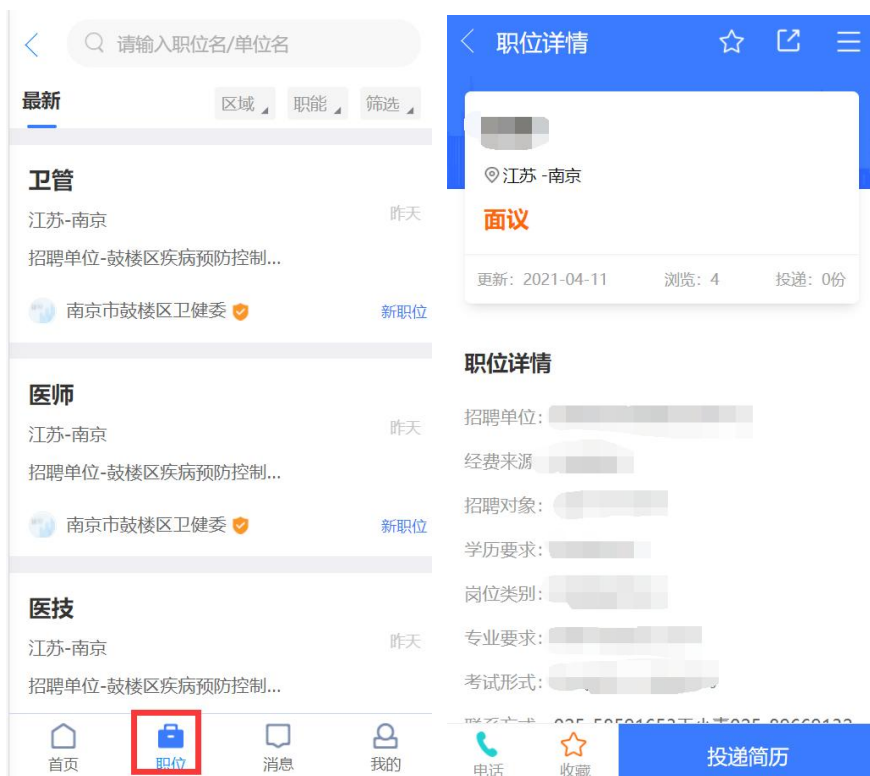 请输入职位名/单位名
最新 区域 职能 筛选
卫管
江苏-南京 昨天
招聘单位-鼓楼区疾病预防控制...
南京市鼓楼区卫健委 新职位
医师
江苏-南京 昨天
招聘单位-鼓楼区疾病预防控制...
南京市鼓楼区卫健委 新职位
医技
江苏-南京 昨天
招聘单位-鼓楼区疾病预防控制...
首页 职位 消息 我的
职位详情
江苏 -南京
面议
更新: 2021-04-11 浏览: 4 投递: 0份
职位详情
招聘单位:
经费来源
招聘对象:
学历要求:
岗位类别:
专业要求:
考试形式:
联系方式
电话 收藏 投递简历